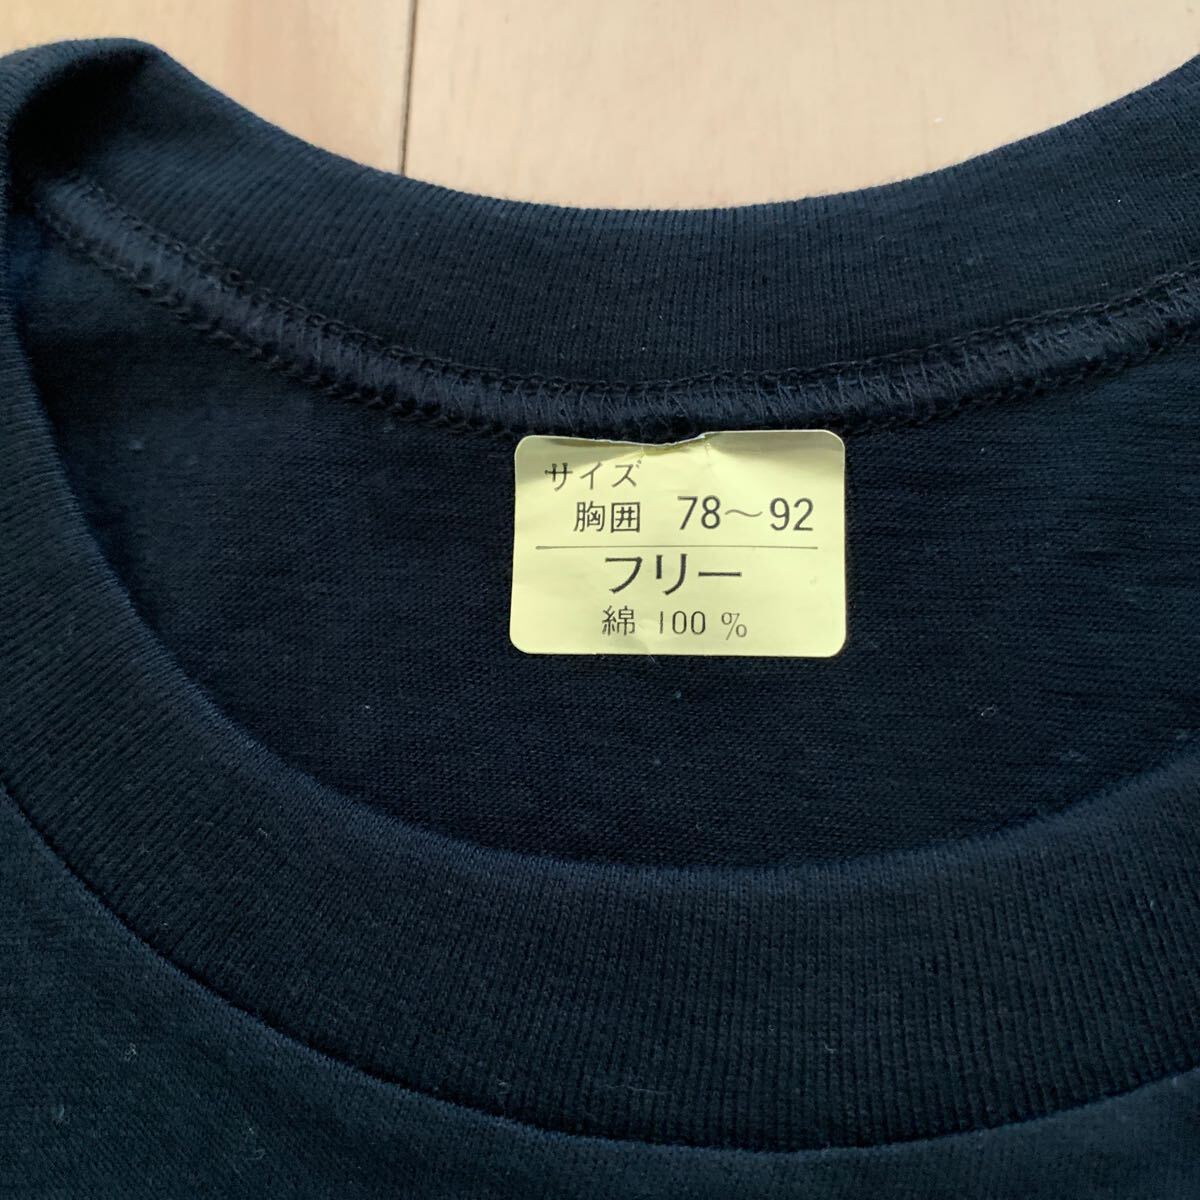 サイズ
胸囲 78～92
フリー
綿 100 %